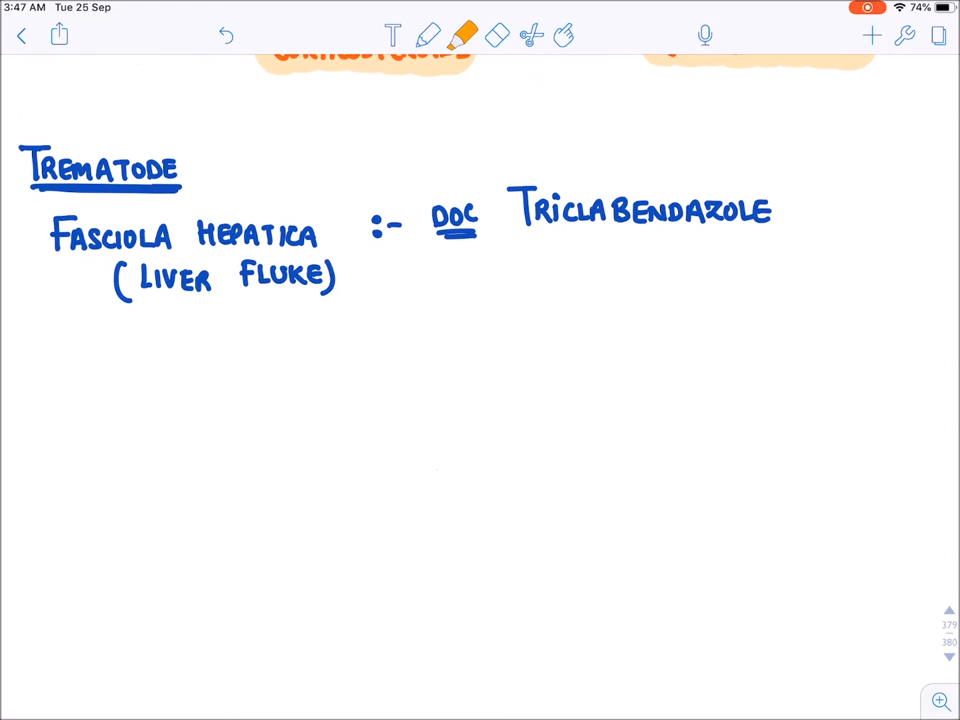 3:47 AM Tue 25 Sep
74%
T
TREMATODE
FASCIOLA HEPATICA :- DOC TRICLABENDAZOLE
(LIVER FLUKE)
379
380